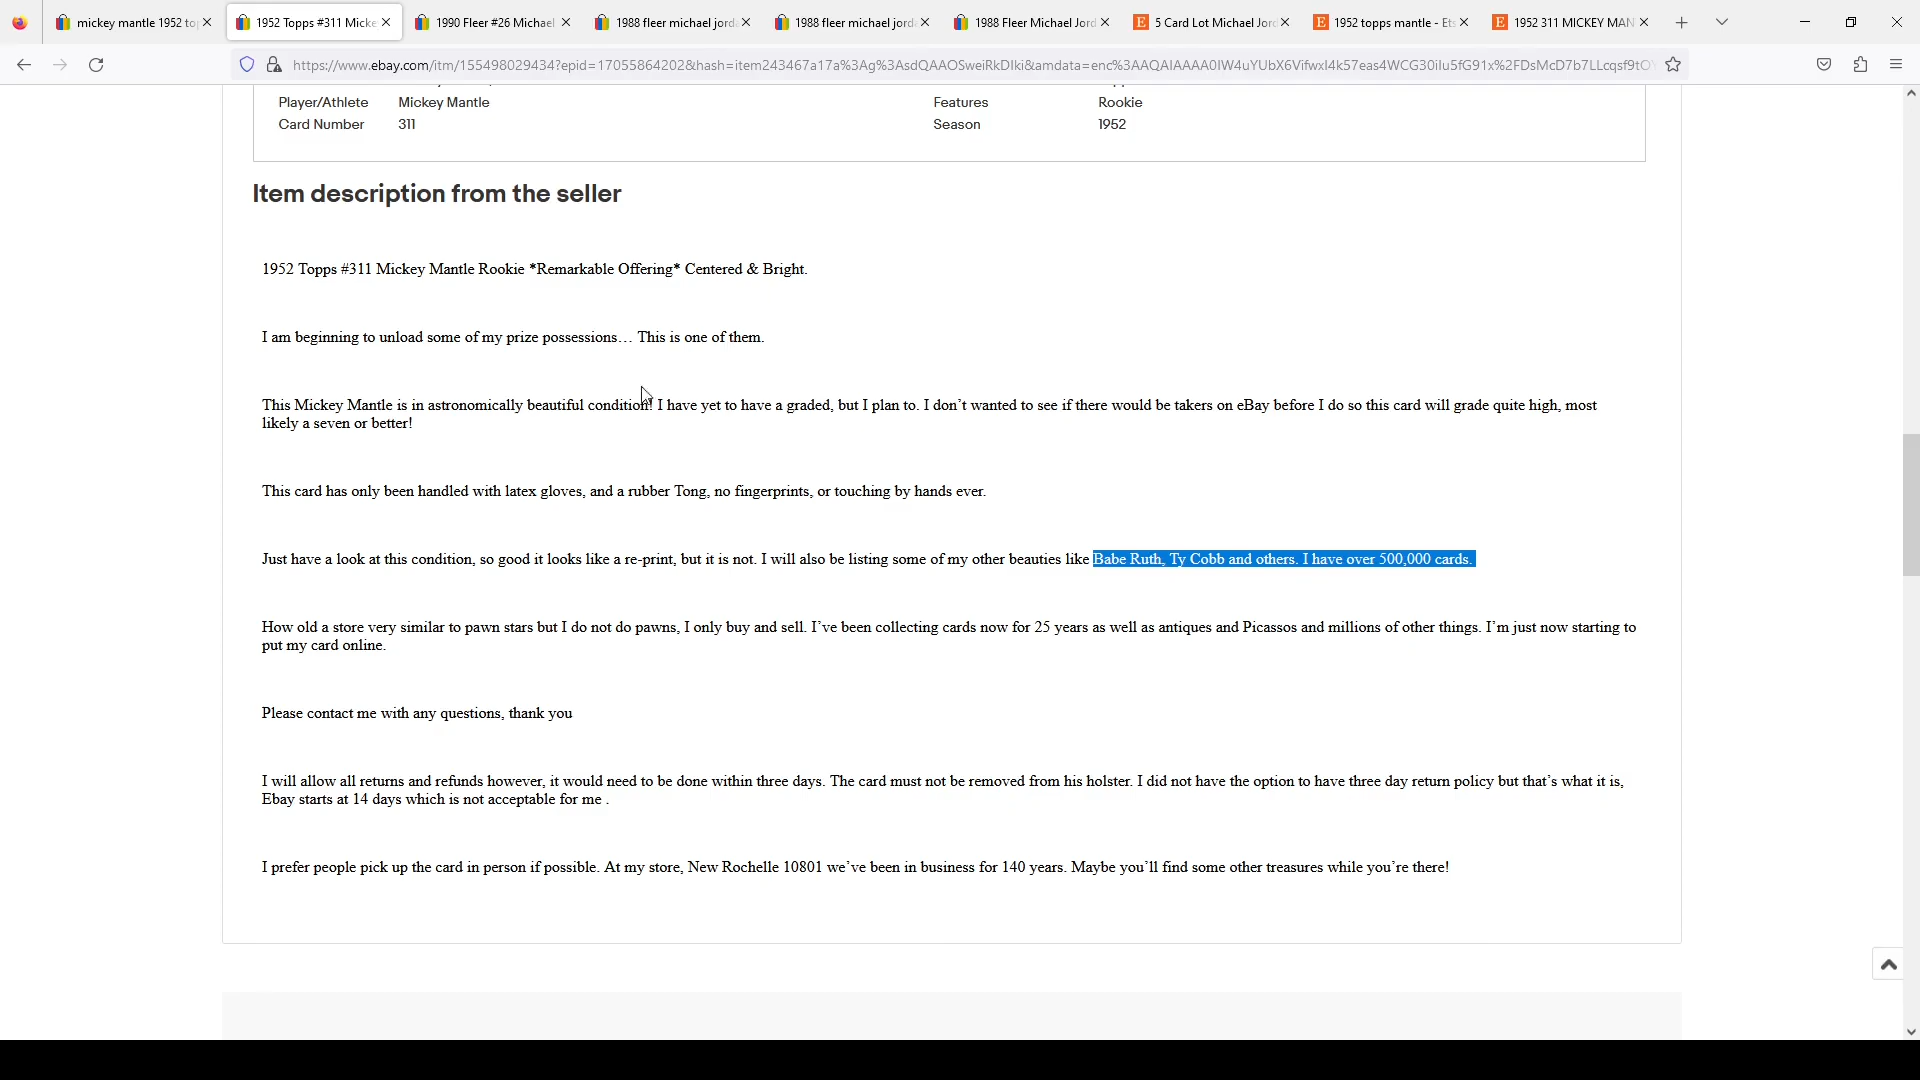 mickey mantle 1952 to
1952 Topps #311 Micke
1990 Fleer #26 Michael
1988 fleer michael jord
1988 fleer michael jord
1988 Fleer Michael Jord
5 Card Lot Michael Jor
1952 topps mantle - Ets
1952 311 MICKEY MAN
https://www.ebay.com/itm/155498029434?epid=17055864202&hash=item243467a17a%3Ag%3AsdQAAOSweiRkDIki&amdata=enc%3AAQAIAAAA0IW4uYUbX6VifwxI4k57eas4WCG30iIu5fG91x%2FDsMcD7b7LLcqsf9tO
Player/Athlete Mickey Mantle Features Rookie
Card Number 311 Season 1952
Item description from the seller
1952 Topps #311 Mickey Mantle Rookie *Remarkable Offering* Centered & Bright.
I am beginning to unload some of my prize possessions… This is one of them.
This Mickey Mantle is in astronomically beautiful condition! I have yet to have a graded, but I plan to. I don’t wanted to see if there would be takers on eBay before I do so this card will grade quite high, most
likely a seven or better!
This card has only been handled with latex gloves, and a rubber Tong, no fingerprints, or touching by hands ever.
Just have a look at this condition, so good it looks like a re-print, but it is not. I will also be listing some of my other beauties like Babe Ruth, Ty Cobb and others. I have over 500,000 cards.
How old a store very similar to pawn stars but I do not do pawns, I only buy and sell. I’ve been collecting cards now for 25 years as well as antiques and Picassos and millions of other things. I’m just now starting to
put my card online.
Please contact me with any questions, thank you
I will allow all returns and refunds however, it would need to be done within three days. The card must not be removed from his holster. I did not have the option to have three day return policy but that’s what it is,
Ebay starts at 14 days which is not acceptable for me .
I prefer people pick up the card in person if possible. At my store, New Rochelle 10801 we’ve been in business for 140 years. Maybe you’ll find some other treasures while you’re there!